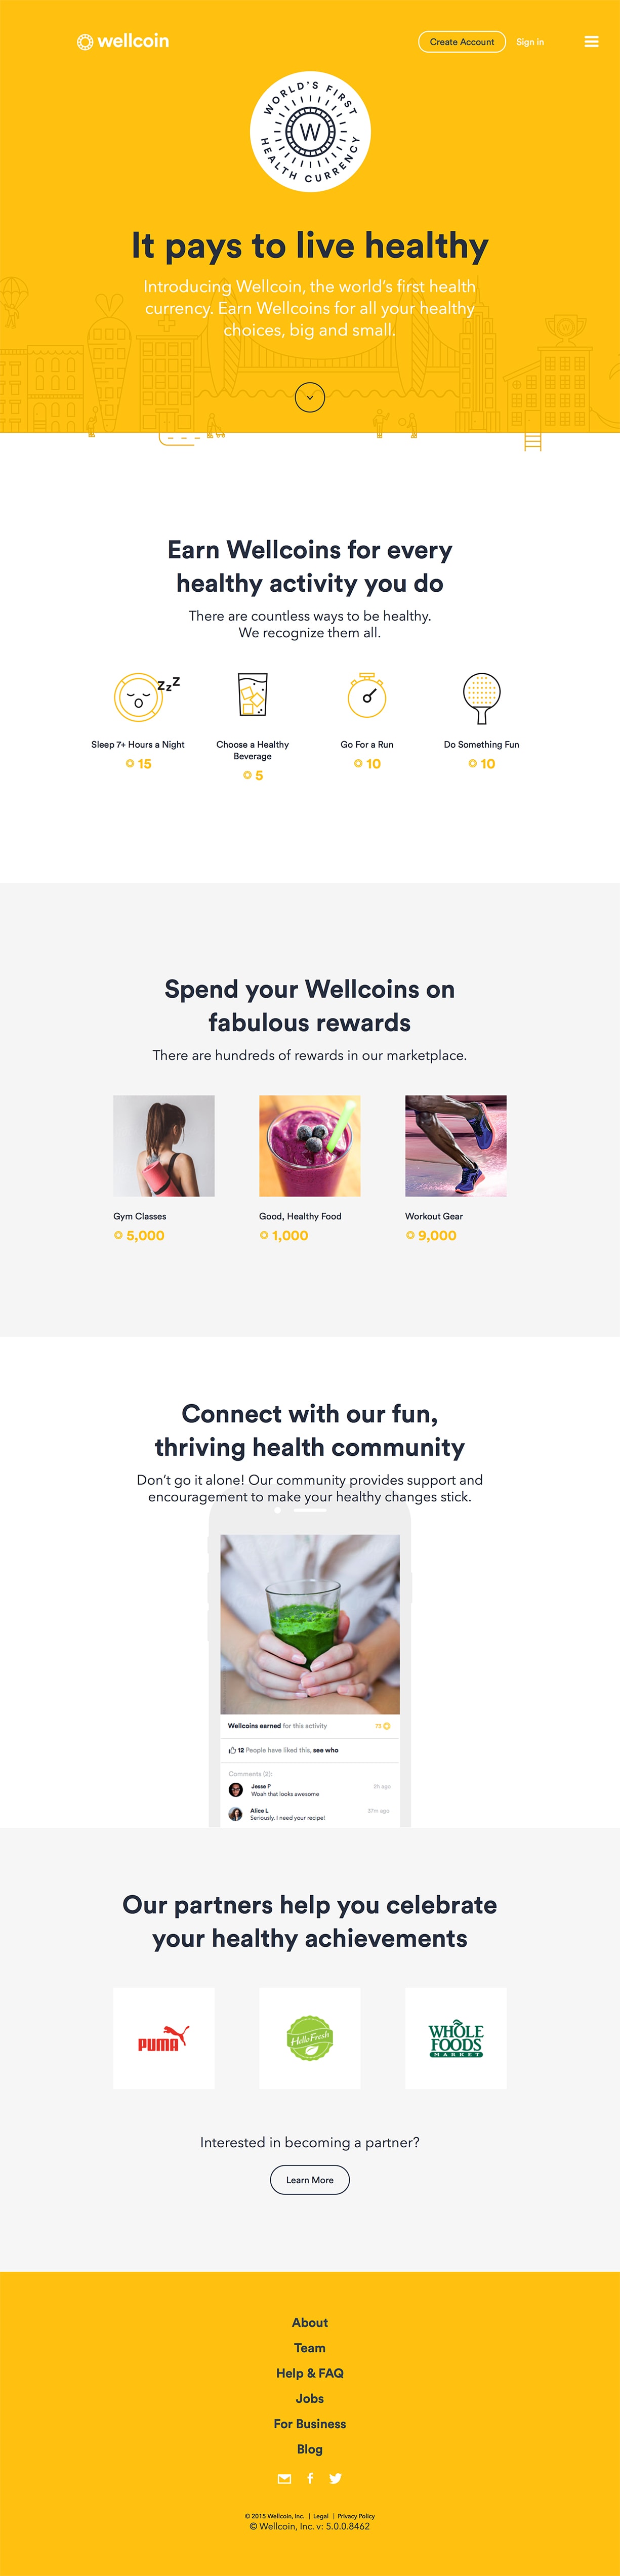 wellcoin
Create Account
Sign in
WORLD'S FIRST
W
HEALTH CURRENCY
It pays to live healthy
Introducing Wellcoin, the world's first health
currency. Earn Wellcoins for all your healthy
choices, big and small.
Earn Wellcoins for every
healthy activity you do
There are countless ways to be healthy.
We recognize them all.
ZzZ
Sleep 7+ Hours a Night
15
Choose a Healthy
Beverage
5
Go For a Run
10
Do Something Fun
10
Spend your Wellcoins on
fabulous rewards
There are hundreds of rewards in our marketplace.
Gym Classes
5,000
Good, Healthy Food
1,000
Workout Gear
9,000
Connect with our fun,
thriving health community
Don't go it alone! Our community provides support and
encouragement to make your healthy changes stick.
Wellcoins earned for this activity
12 People have liked this, see who
Comments (2):
Jesse P
Woah that looks awesome
Alice L
Seriously, I need your recipe!
Our partners help you celebrate
your healthy achievements
PUMA
HelloFresh
WHOLE
FOODS
MARKET
Interested in becoming a partner?
Learn More
About
Team
Help & FAQ
Jobs
For Business
Blog
© 2015 Wellcoin, Inc. | Legal | Privacy Policy
© Wellcoin, Inc. v: 5.0.0.8462